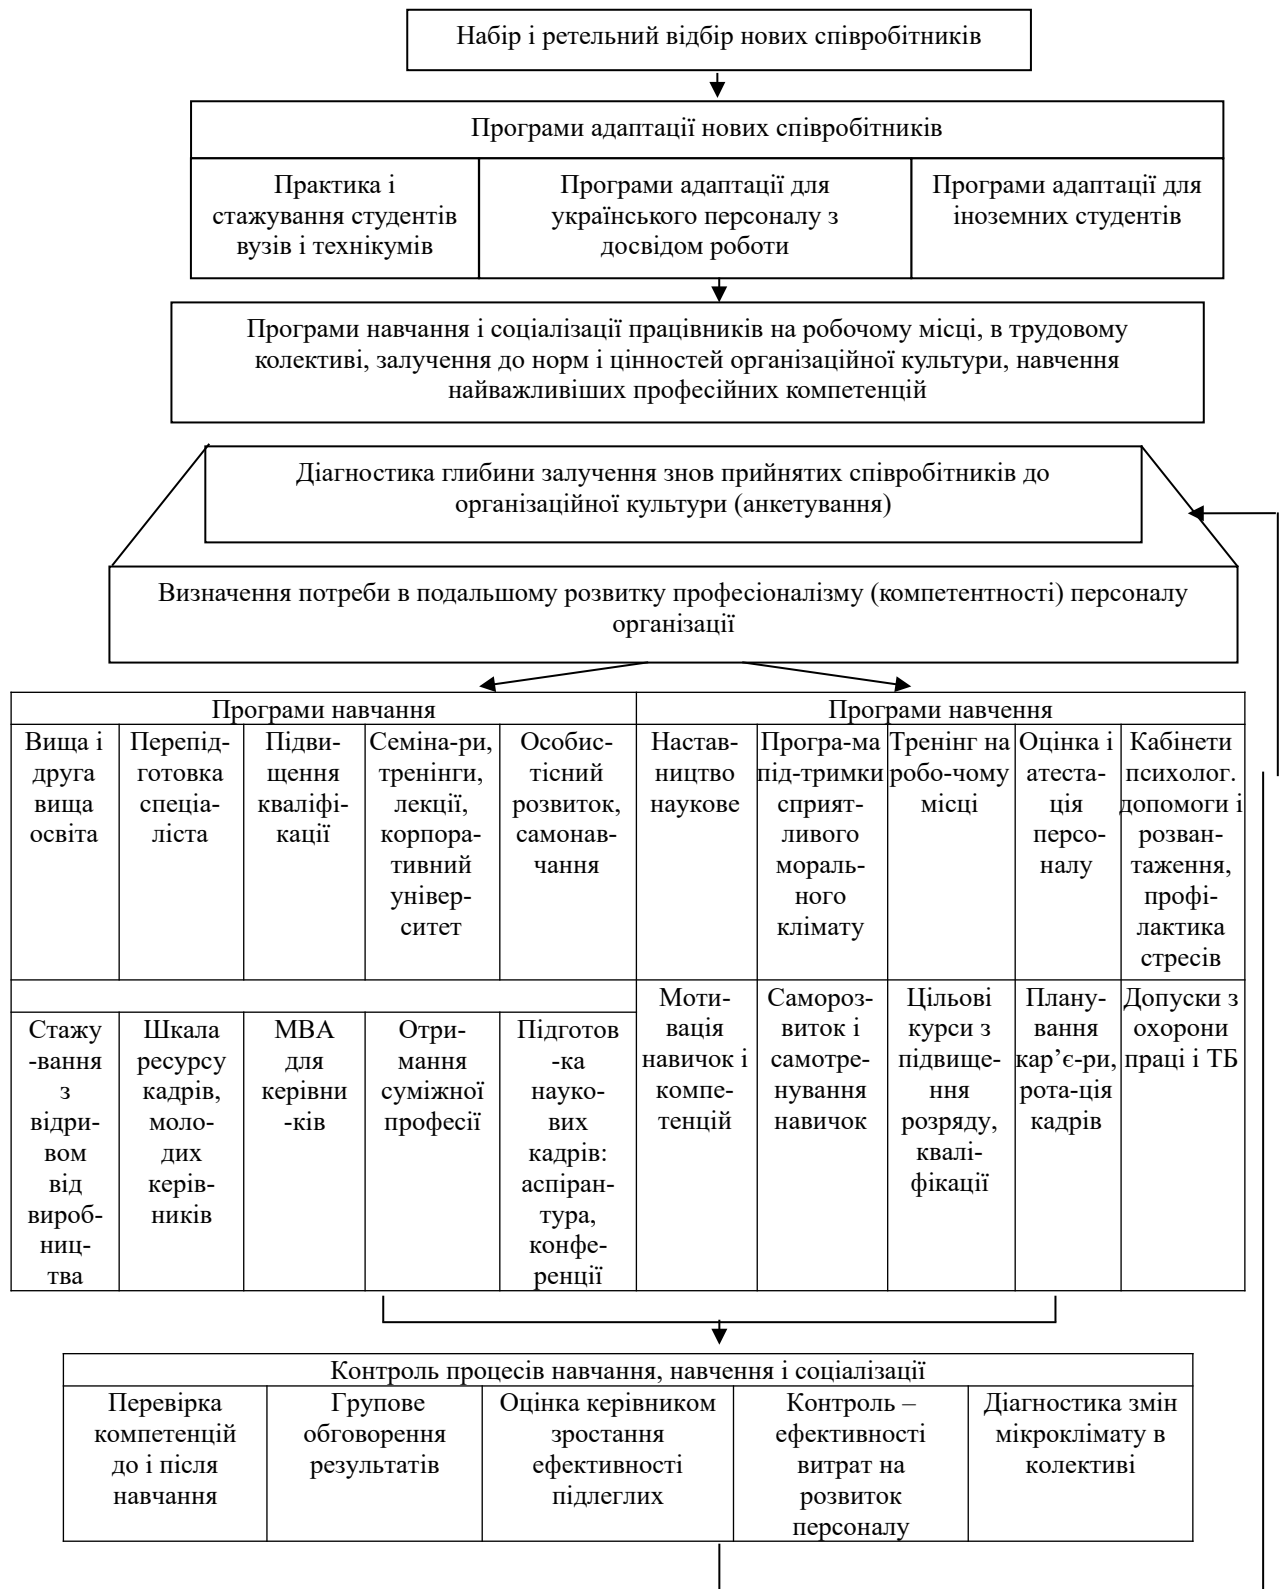 Набір і ретельний відбір нових співробітників
Програми адаптації нових співробітників
Практика і
стажування студентів
вузів і технікумів
Програми адаптації для
українського персоналу з
досвідом роботи
Програми адаптації для
іноземних студентів
Програми навчання і соціалізації працівників на робочому місці, в трудовому
колективі, залучення до норм і цінностей організаційної культури, навчення
найважливіших професійних компетенцій
Діагностика глибини залучення знов прийнятих співробітників до
організаційної культури (анкетування)
Визначення потреби в подальшому розвитку професіоналізму (компетентності) персоналу
організації
Програми навчання
Програми навчення
Вища і
друга
вища
освіта
Перепід-
готовка
спеціа-
ліста
Підви-
щення
кваліфі-
кації
Семіна-ри,
тренінги,
лекції,
корпора-
тивний
універ-
ситет
Особис-
тісний
розвиток,
самонав-
чання
Настав-
ництво
наукове
Програ-ма
під-тримки
сприят-
ливого
мораль-
ного
клімату
Тренінг на
робо-чому
місці
Оцінка і
атеста-
ція
персо-
налу
Кабінети
психолог.
допомоги і
розван-
таження,
профі-
лактика
стресів
Стажу
-вання
з
відри-
вом
від
вироб-
ниц-
тва
Шкала
ресурсу
кадрів,
моло-
дих
керів-
ників
МВА
для
керівни
-ків
Отри-
мання
суміжної
професії
Підготов
-ка
науко-
вих
кадрів:
аспіран-
тура,
конфе-
ренції
Моти-
вація
навичок і
компе-
тенцій
Самороз-
виток і
самотре-
нування
навичок
Цільові
курси з
підвище-
ння
розряду,
квалі-
фікації
Плану-
вання
кар’є-ри,
рота-ція
кадрів
Допуски з
охорони
праці і ТБ
Контроль процесів навчання, навчення і соціалізації
Перевірка
компетенцій
до і після
навчання
Групове
обговорення
результатів
Оцінка керівником
зростання
ефективності
підлеглих
Контроль –
ефективності
витрат на
розвиток
персоналу
Діагностика змін
мікроклімату в
колективі